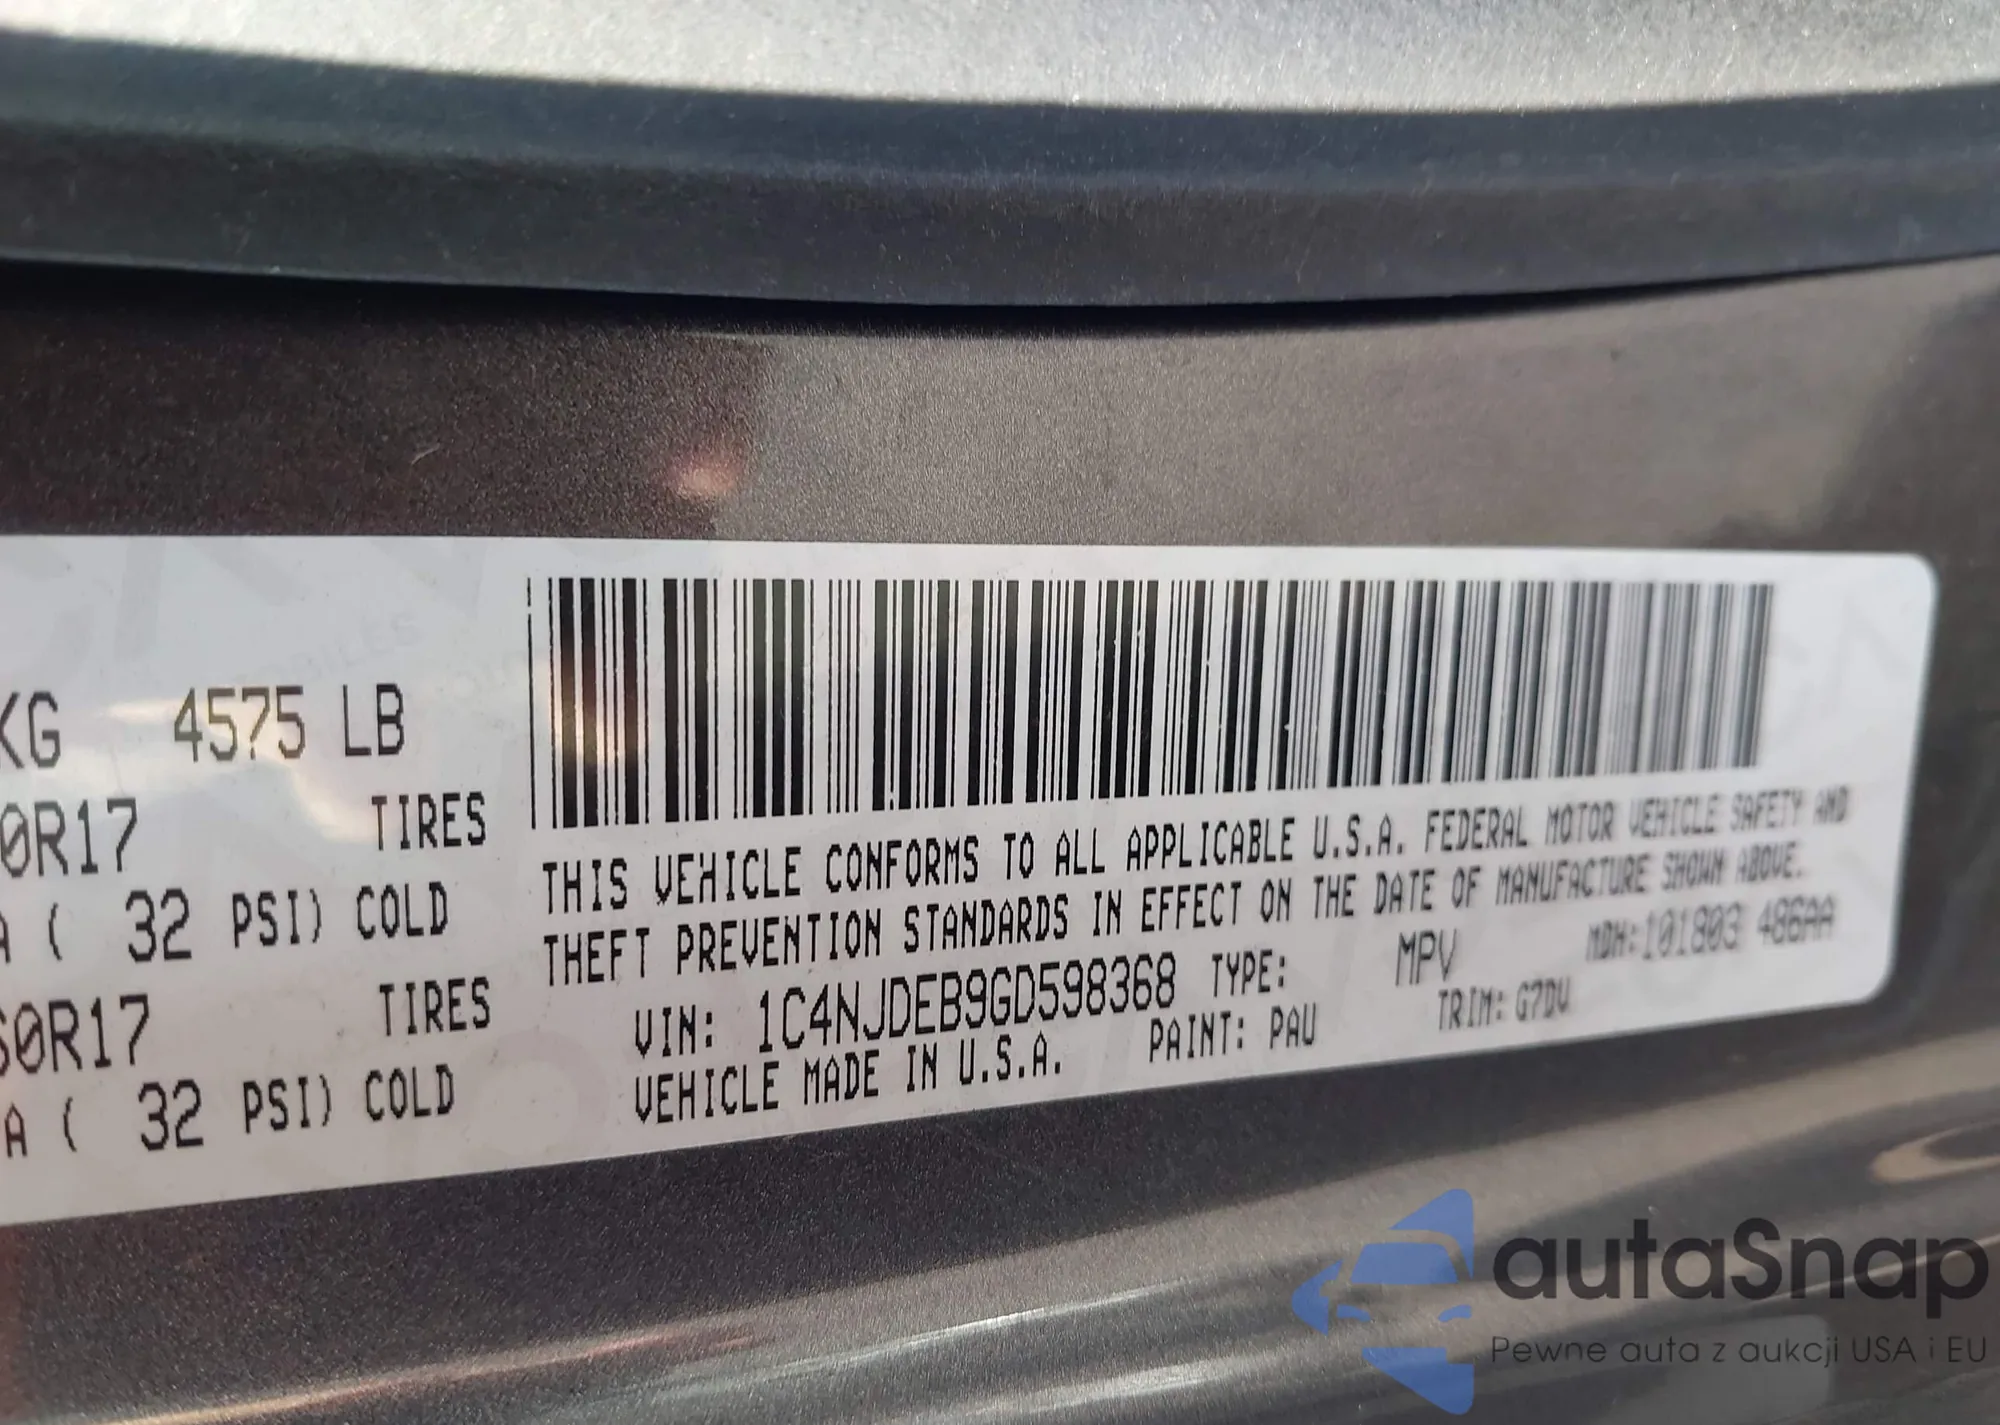 KG 4575 LB
0R17 TIRES
A ( 32 PSI) COLD
60R17 TIRES
A ( 32 PSI) COLD
THIS VEHICLE CONFORMS TO ALL APPLICABLE U.S.A. FEDERAL MOTOR VEHICLE SAFETY AND
THEFT PREVENTION STANDARDS IN EFFECT ON THE DATE OF MANUFACTURE SHOWN ABOVE.
VIN: 1C4NJDEB9GD598368 TYPE: MPV MDH:101803 486AA
VEHICLE MADE IN U.S.A. PAINT: PAU TRIM: G7DV
autaSnap
Pewne auta z aukcji USA i EU